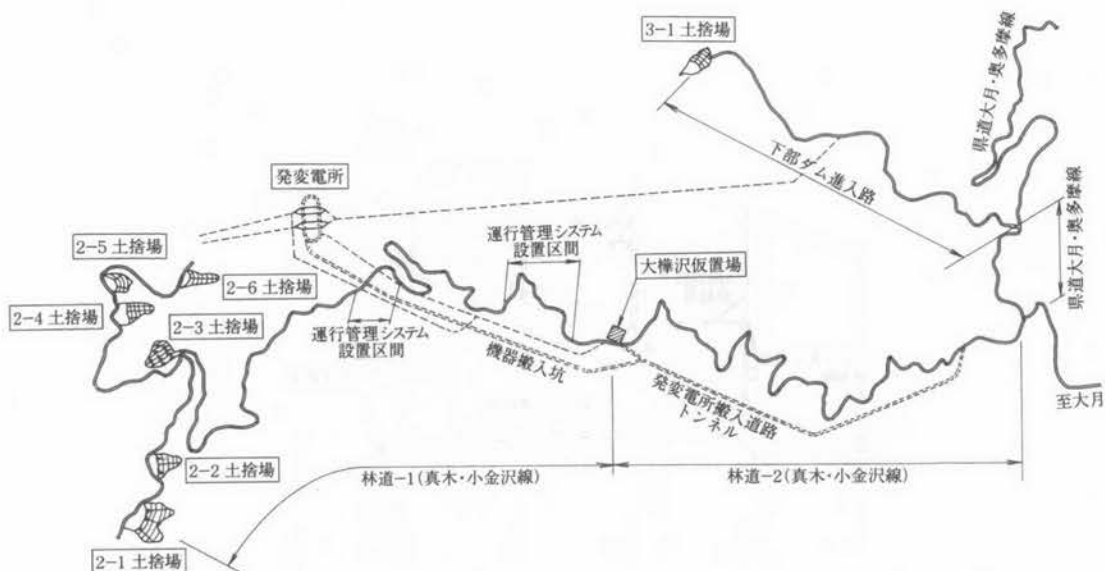 3-1 土捨場
県道大月・奥多摩線
下部ダム進入路
発変電所
運行管理システム
設置区間
大樺沢仮置場
県道大月・奥多摩線
2-5 土捨場
2-6 土捨場
2-4 土捨場
2-3 土捨場
運行管理システム
設置区間
機器搬入坑
発変電所搬入道路
トンネル
至大月
2-2 土捨場
林道-1(真木・小金沢線)
林道-2(真木・小金沢線)
2-1 土捨場